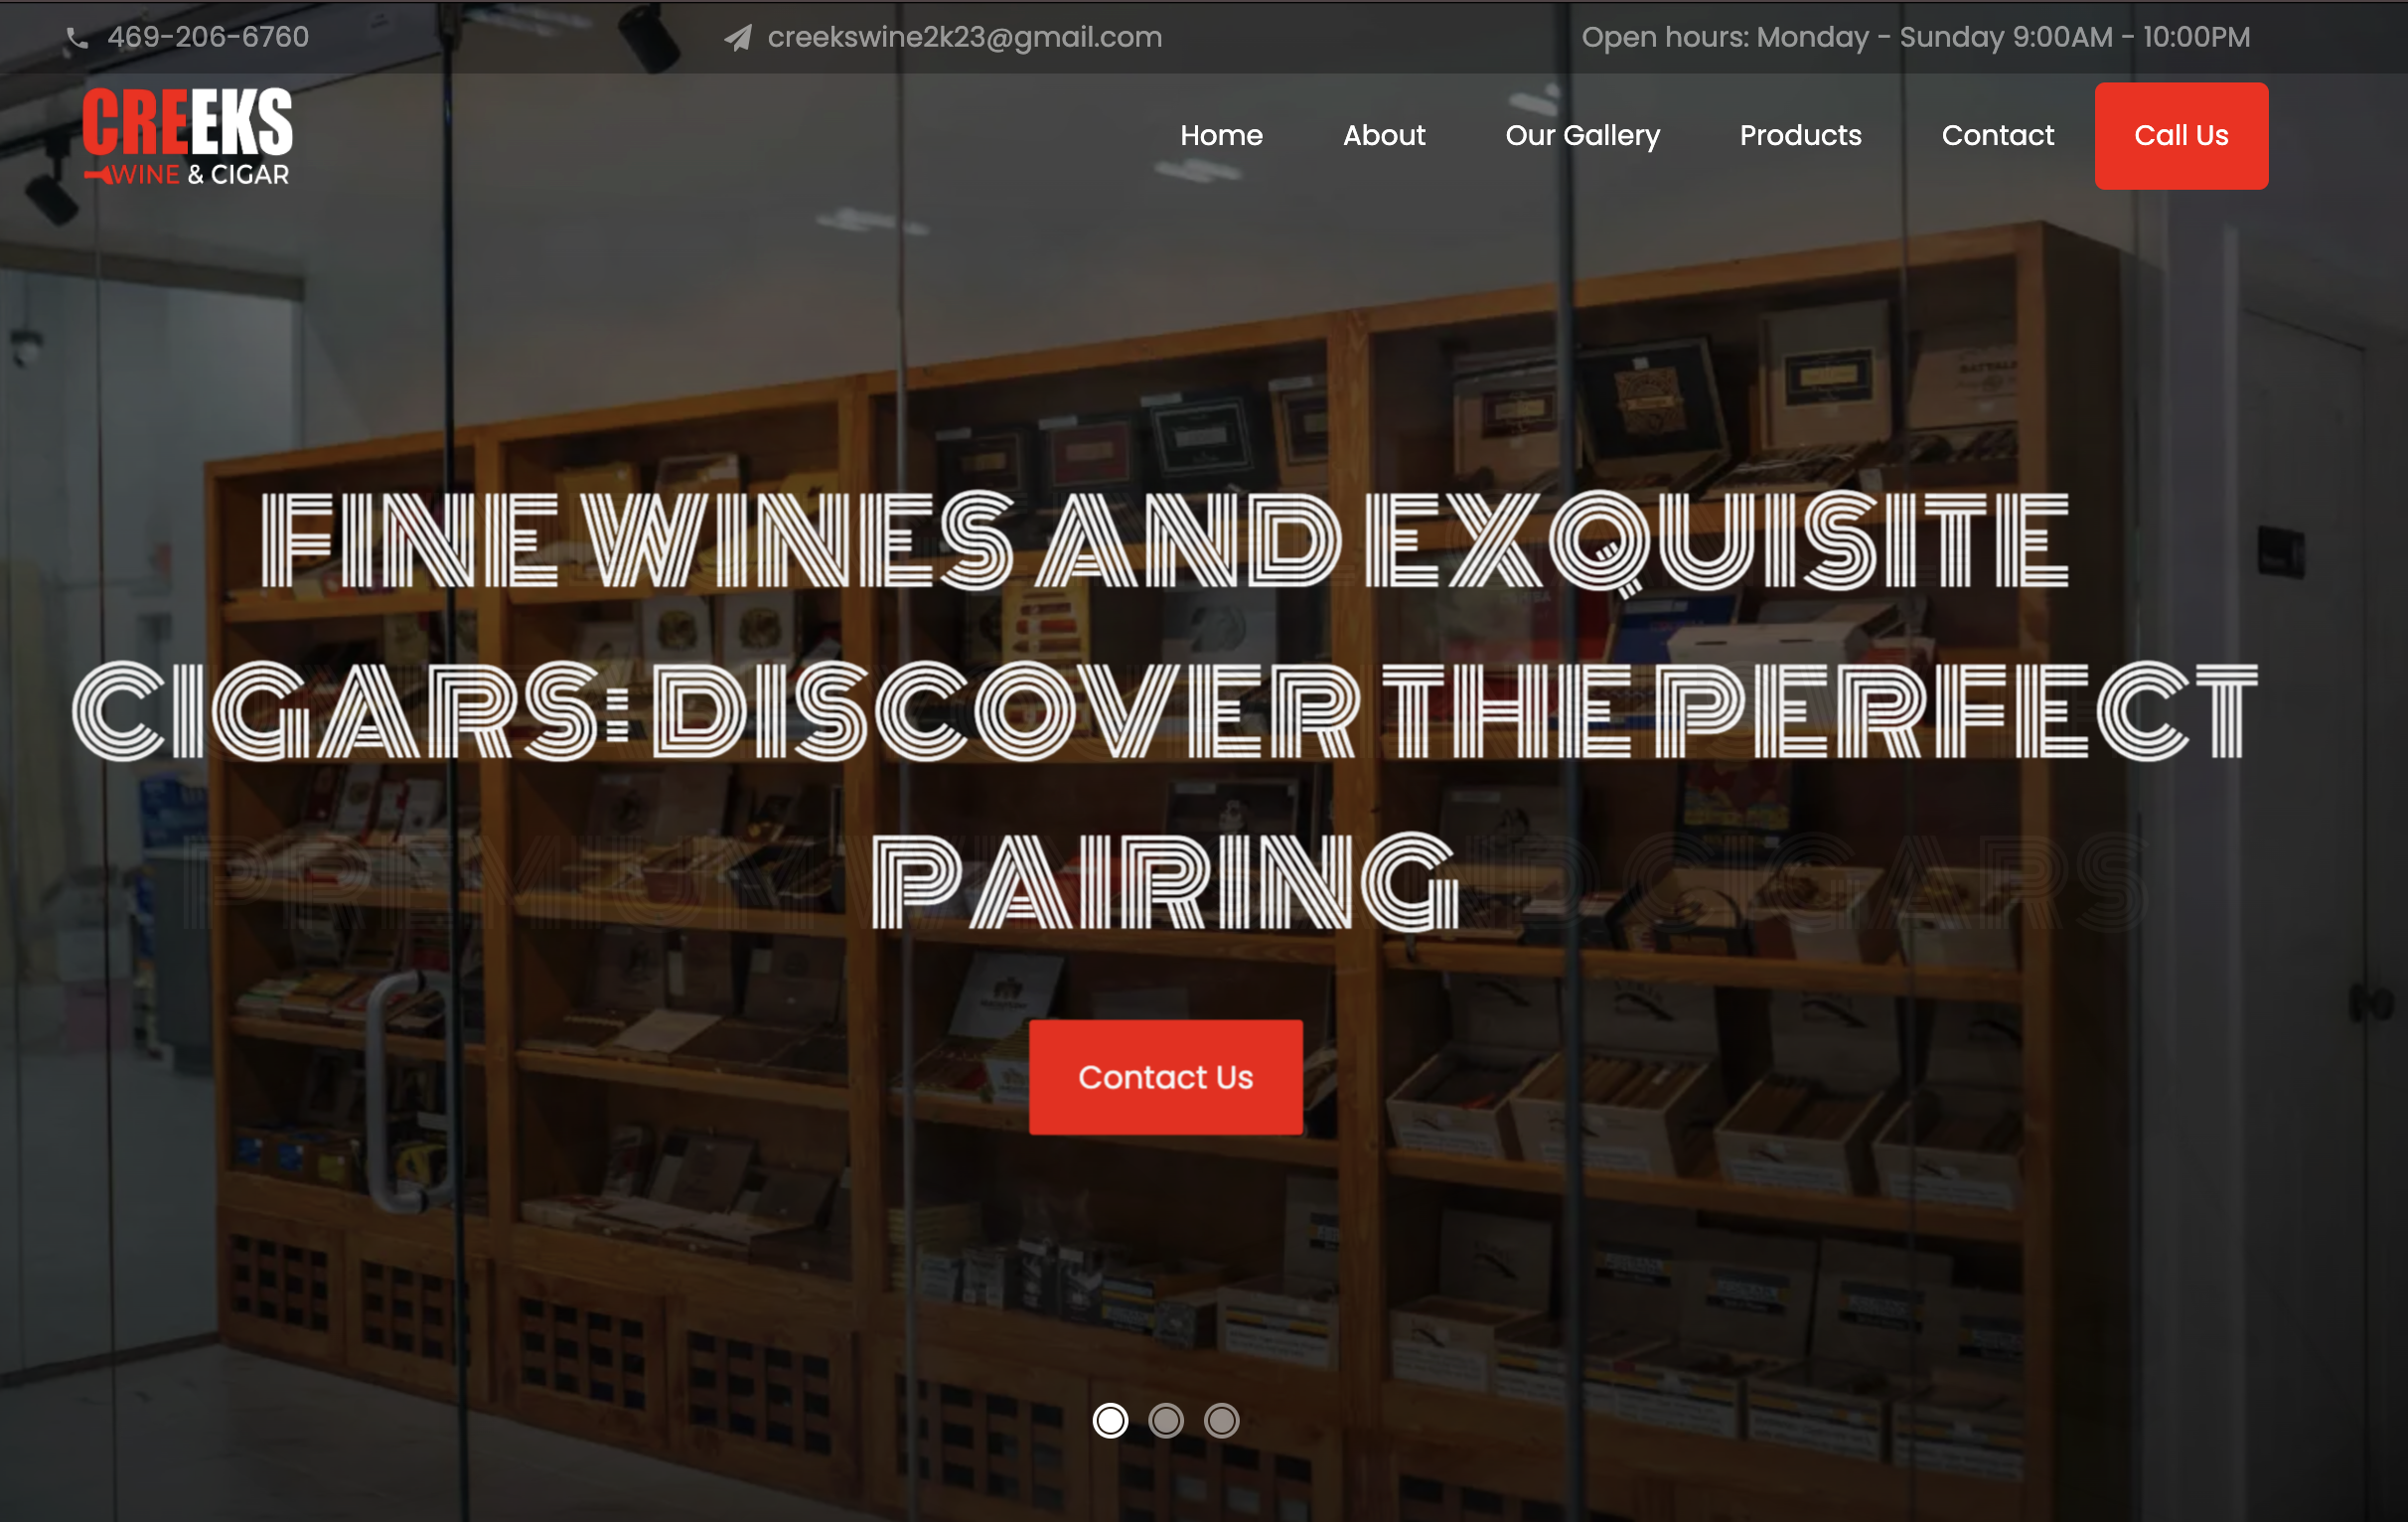 469-206-6760
creekswine2k23@gmail.com
Open hours: Monday - Sunday 9:00AM - 10:00PM
CREEKS
WINE & CIGAR
Home
About
Our Gallery
Products
Contact
Call Us
FINE WINES AND EXQUISITE
CIGARS: DISCOVER THE PERFECT
PAIRING
Contact Us